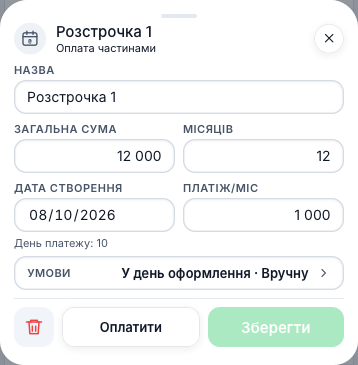 Розстрочка 1
Оплата частинами
НАЗВА
Розстрочка 1
ЗАГАЛЬНА СУМА МІСЯЦІВ
12 000 12
ДАТА СТВОРЕННЯ ПЛАТІЖ/МІС
08/10/2026 1 000
День платежу: 10
УМОВИ У день оформлення · Вручну
Оплатити Зберегти